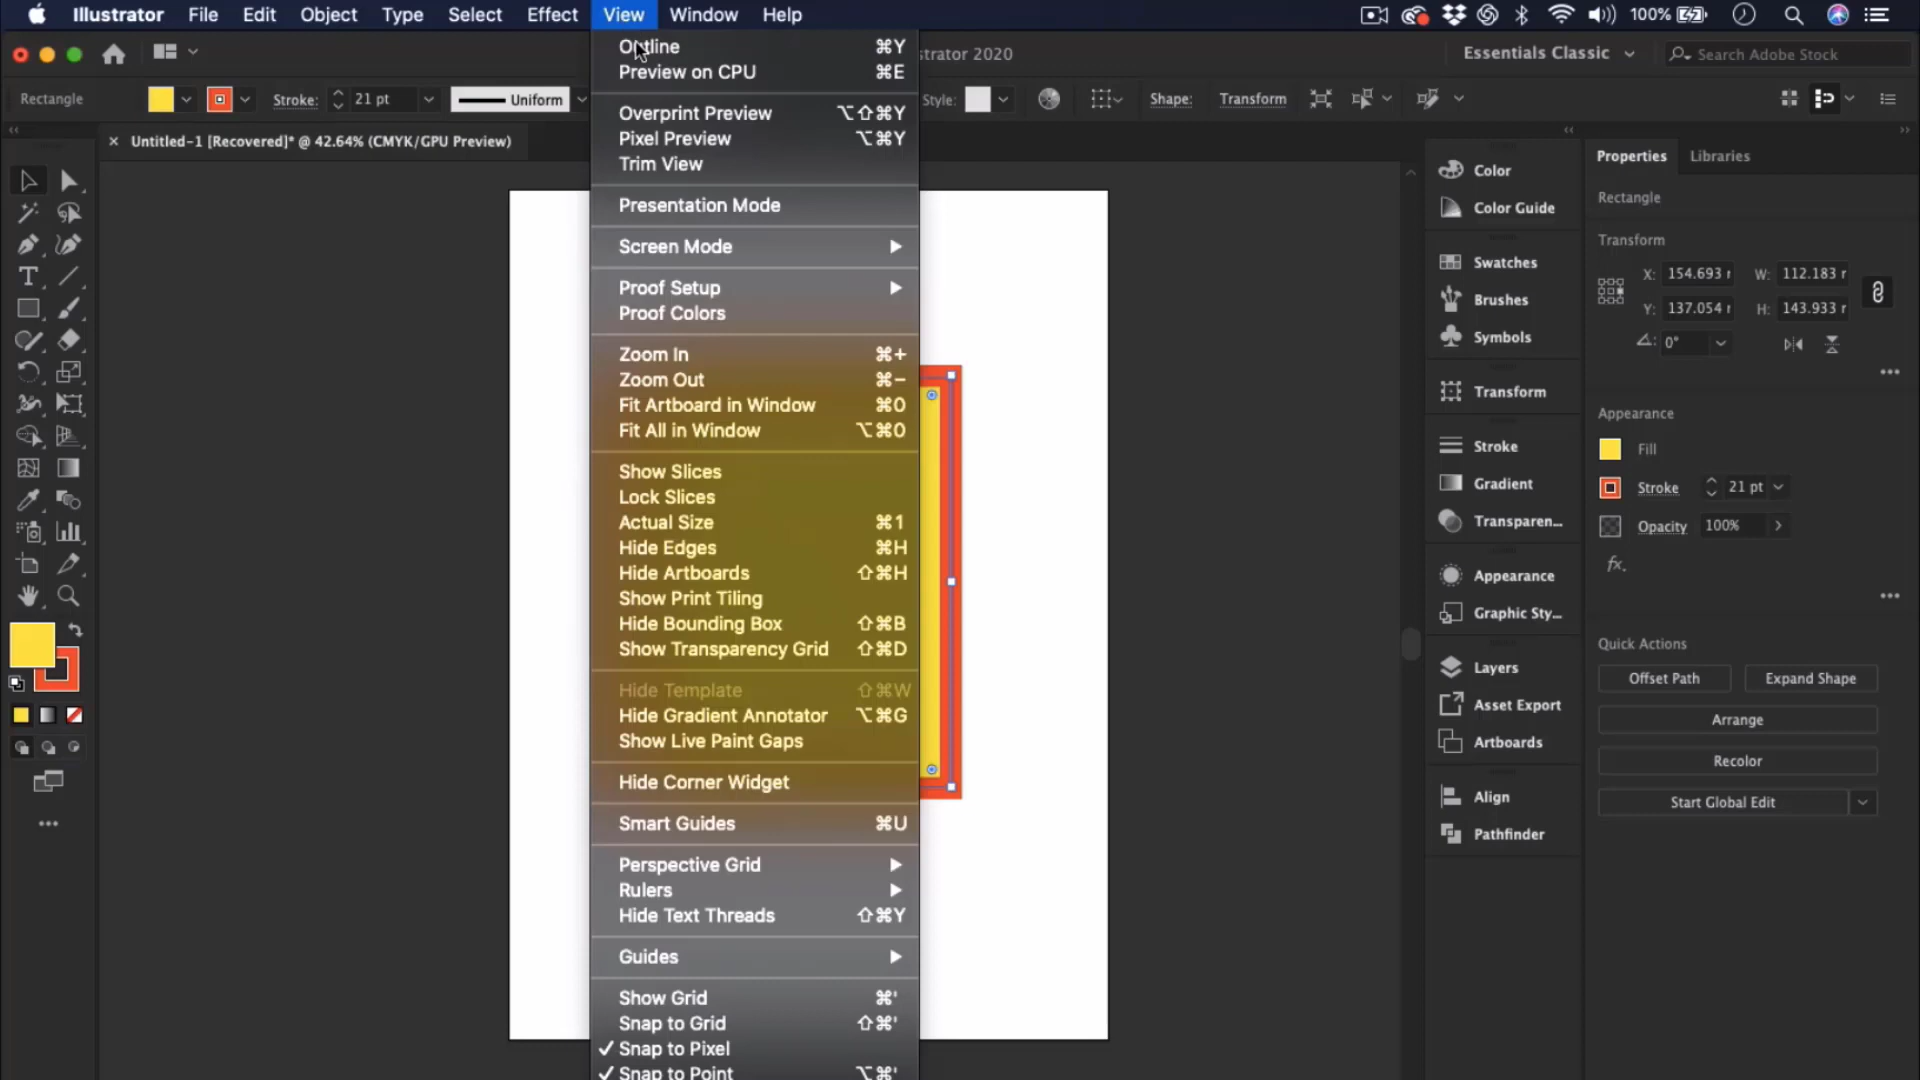 Illustrator File Edit Object Type Select Effect View Window Help 100%
strator 2020 Essentials Classic Search Adobe Stock
Rectangle Stroke: 21 pt Uniform Style: Shape: Transform
× Untitled-1 [Recovered]* @ 42.64% (CMYK/GPU Preview)
Outline ⌘Y
Preview on CPU ⌘E
Overprint Preview ⌥⇧⌘Y
Pixel Preview ⌥⌘Y
Trim View
Presentation Mode
Screen Mode
Proof Setup
Proof Colors
Zoom In ⌘+
Zoom Out ⌘−
Fit Artboard in Window ⌘0
Fit All in Window ⌥⌘0
Show Slices
Lock Slices
Actual Size ⌘1
Hide Edges ⌘H
Hide Artboards ⇧⌘H
Show Print Tiling
Hide Bounding Box ⇧⌘B
Show Transparency Grid ⇧⌘D
Hide Template ⇧⌘W
Hide Gradient Annotator ⌥⌘G
Show Live Paint Gaps
Hide Corner Widget
Smart Guides ⌘U
Perspective Grid
Rulers
Hide Text Threads ⇧⌘Y
Guides
Show Grid ⌘'
Snap to Grid ⇧⌘'
✓ Snap to Pixel
✓ Snap to Point ⌥⌘'
Color
Color Guide
Swatches
Brushes
Symbols
Transform
Stroke
Gradient
Transparen...
Appearance
Graphic Sty...
Layers
Asset Export
Artboards
Align
Pathfinder
Properties Libraries
Rectangle
Transform
X: 154.693 W: 112.183
Y: 137.054 H: 143.933
0°
Appearance
Fill
Stroke 21 pt
Opacity 100%
fx.
Quick Actions
Offset Path Expand Shape
Arrange
Recolor
Start Global Edit